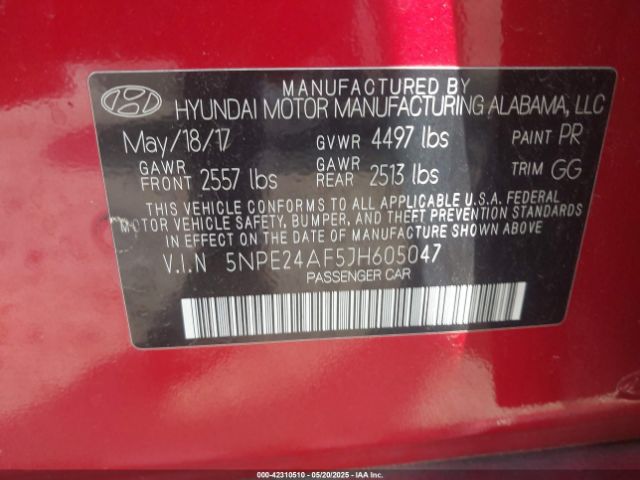 MANUFACTURED BY
HYUNDAI MOTOR MANUFACTURING ALABAMA, LLC
May/18/17 GVWR 4497 lbs PAINT PR
GAWR FRONT 2557 lbs GAWR REAR 2513 lbs TRIM GG
THIS VEHICLE CONFORMS TO ALL APPLICABLE U.S.A. FEDERAL
MOTOR VEHICLE SAFETY, BUMPER, AND THEFT PREVENTION STANDARDS
IN EFFECT ON THE DATE OF MANUFACTURE SHOWN ABOVE.
V.I.N 5NPE24AF5JH605047
PASSENGER CAR
000-42310510 - 05/20/2025 - IAA Inc.